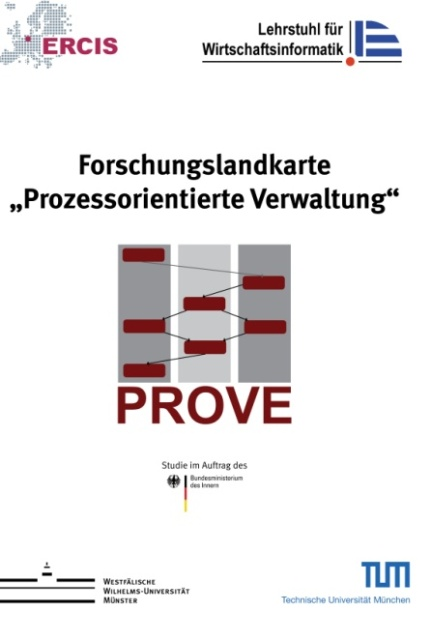 ERCIS
Lehrstuhl für
Wirtschaftsinformatik
Forschungslandkarte
„Prozessorientierte Verwaltung“
PROVE
Studie im Auftrag des
Bundesministerium
des Innern
WESTFÄLISCHE
WILHELMS-UNIVERSITÄT
MÜNSTER
TUM
Technische Universität München